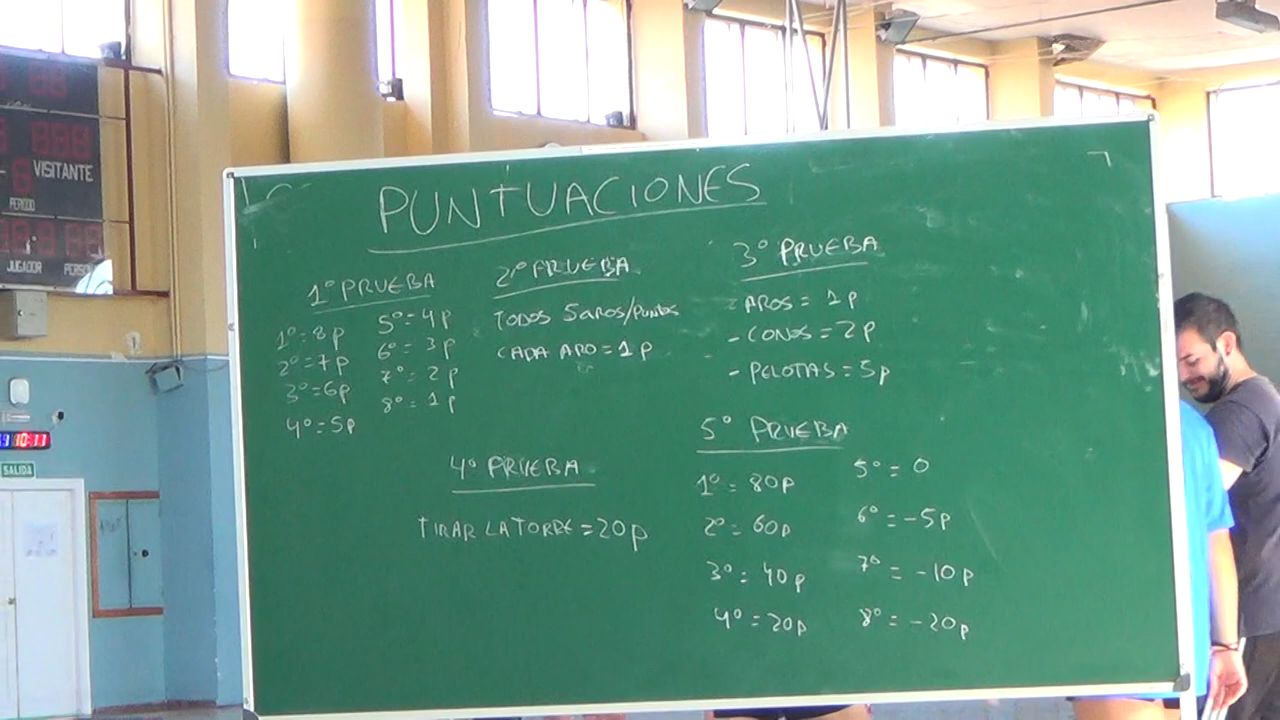 PUNTUACIONES
1º PRUEBA
1º=8p
2º=7p
3º=6p
4º=5p
5º=4p
6º=3p
7º=2p
8º=1p
2º PRUEBA
TODOS 5 AROS/PUNTOS
CADA ARO=1p
3º PRUEBA
- AROS=1p
- CONOS=2p
- PELOTAS=5p
4º PRUEBA
TIRAR LA TORRE=20p
5º PRUEBA
1º=80p
2º=60p
3º=40p
4º=20p
5º=0
6º=-5p
7º=-10p
8º=-20p
VISITANTE
PERIODO
JUGADOR
10:11
SALIDA